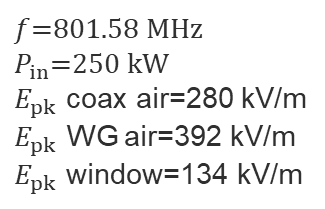 f=801.58 MHz
Pin=250 kW
Epk coax air=280 kV/m
Epk WG air=392 kV/m
Epk window=134 kV/m